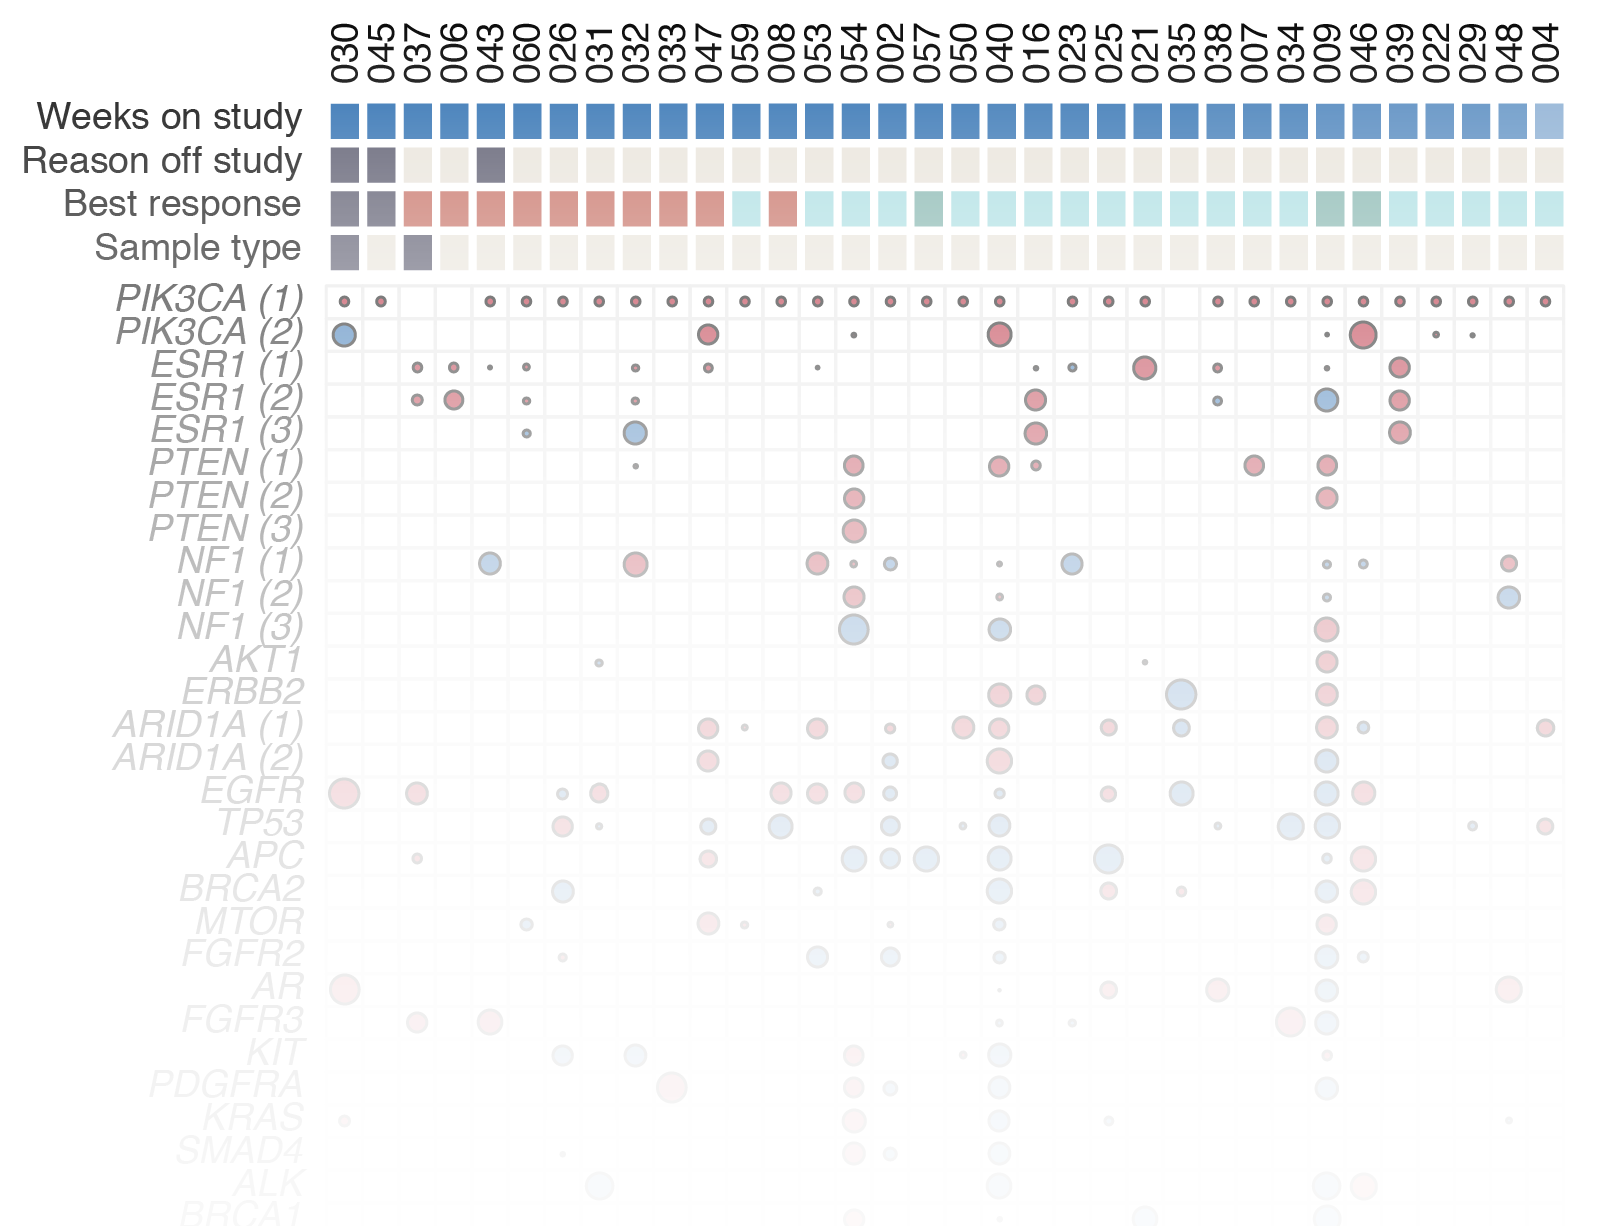 030 045 037 006 043 060 026 031 032 033 047 059 008 053 054 002 057 050 040 016 023 025 021 035 038 007 034 009 046 039 022 029 048 004
Weeks on study
Reason off study
Best response
Sample type
PIK3CA (1)
PIK3CA (2)
ESR1 (1)
ESR1 (2)
ESR1 (3)
PTEN (1)
PTEN (2)
PTEN (3)
NF1 (1)
NF1 (2)
NF1 (3)
AKT1
ERBB2
ARID1A (1)
ARID1A (2)
EGFR
TP53
APC
BRCA2
MTOR
FGFR2
AR
FGFR3
KIT
PDGFRA
KRAS
SMAD4
ALK
BRCA1